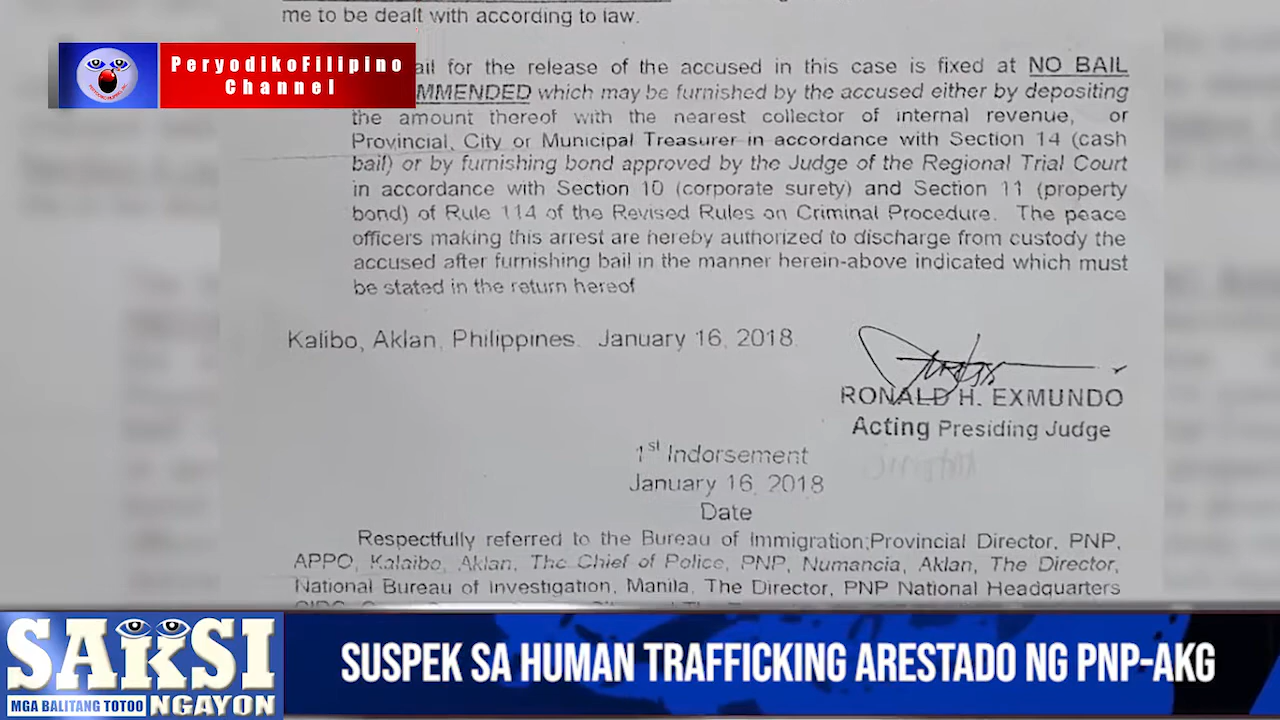 me to be dealt with according to law.
PeryodikoFilipino
Channel
ail for the release of the accused in this case is fixed at NO BAIL
MMENDED which may be furnished by the accused either by depositing
the amount thereof with the nearest collector of internal revenue, or
Provincial, City or Municipal Treasurer in accordance with Section 14 (cash
bail) or by furnishing bond approved by the Judge of the Regional Trial Court
in accordance with Section 10 (corporate surety) and Section 11 (property
bond) of Rule 114 of the Revised Rules on Criminal Procedure. The peace
officers making this arrest are hereby authorized to discharge from custody the
accused after furnishing bail in the manner herein-above indicated which must
be stated in the return hereof
Kalibo, Aklan, Philippines. January 16, 2018.
RONALD H. EXMUNDO
Acting Presiding Judge
1st Indorsement
January 16, 2018
Date
Respectfully referred to the Bureau of Immigration;Provincial Director, PNP,
APPO, Kalaibo, Aklan, The Chief of Police, PNP, Numancia, Aklan, The Director,
National Bureau of Investigation, Manila, The Director, PNP National Headquarters
SAKSI
MGA BALITANG TOTOO NGAYON
SUSPEK SA HUMAN TRAFFICKING ARESTADO NG PNP-AKG